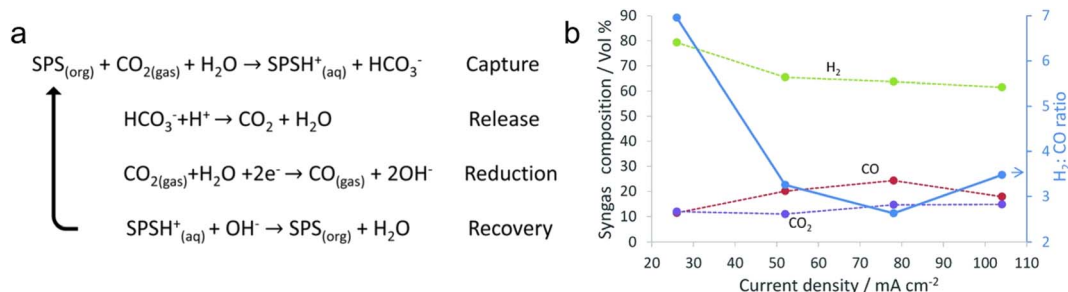 a
SPS(org) + CO2(gas) + H2O → SPSH+(aq) + HCO3- Capture
HCO3-+H+ → CO2 + H2O Release
CO2(gas)+H2O +2e- → CO(gas) + 2OH- Reduction
SPSH+(aq) + OH- → SPS(org) + H2O Recovery
b
Syngas composition / Vol %
90
80
70
60
50
40
30
20
10
0
H2
CO
CO2
7
6
5
4
3
2
H2: CO ratio
20 30 40 50 60 70 80 90 100 110
Current density / mA cm-2